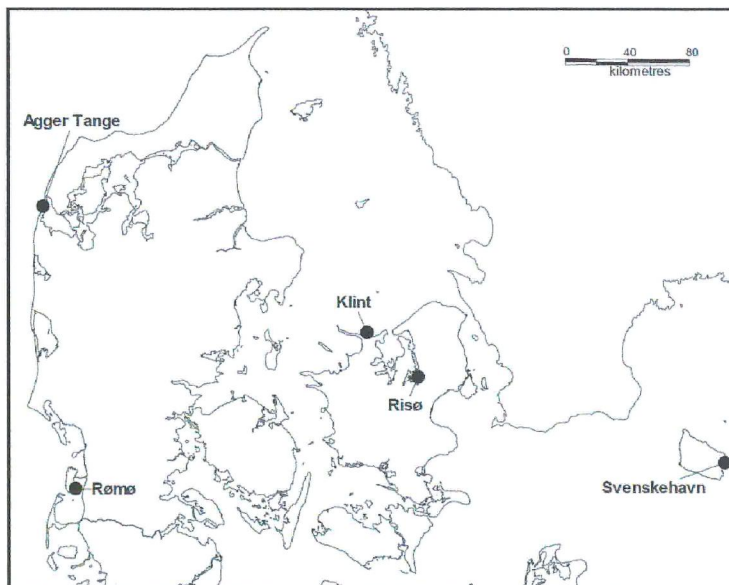 0 40 80
kilometres
Agger Tange
Klint
Risø
Rømø
Svenskehavn